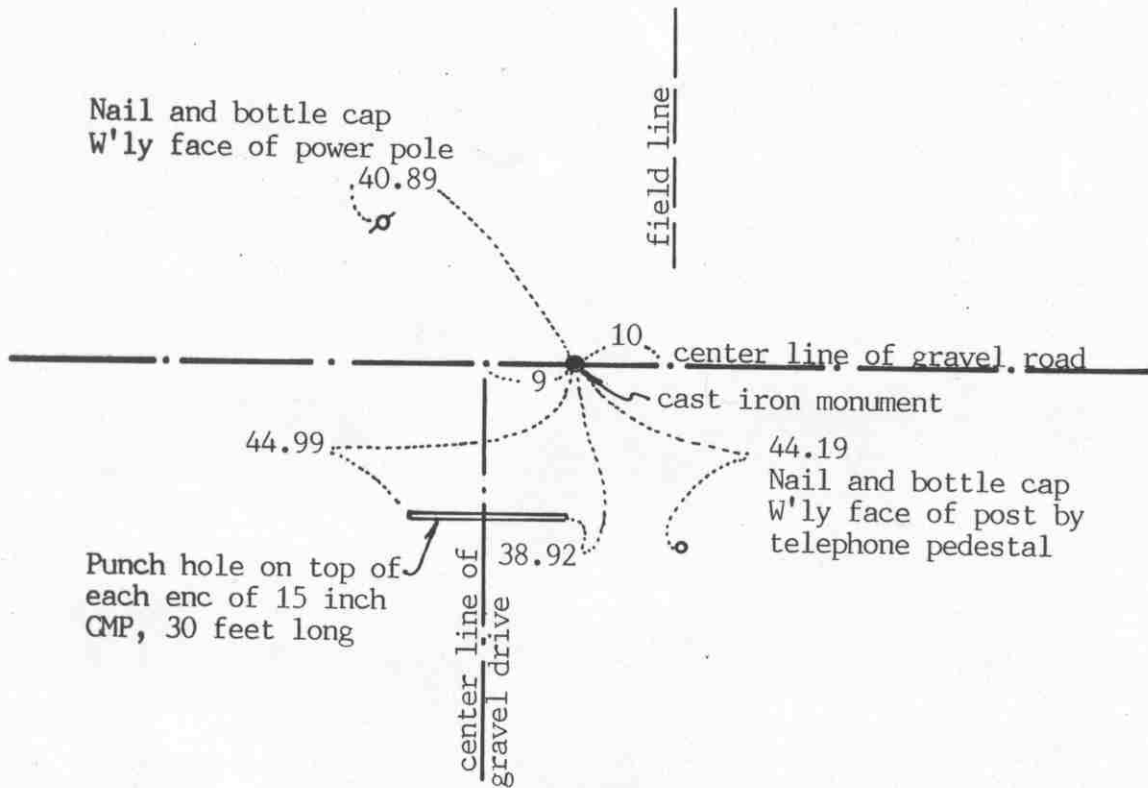 Nail and bottle cap
W'ly face of power pole
40.89
field line
10
center line of gravel road
9
cast iron monument
44.99
44.19
Nail and bottle cap
W'ly face of post by
telephone pedestal
38.92
Punch hole on top of
each enc of 15 inch
CMP, 30 feet long
center line of
gravel drive